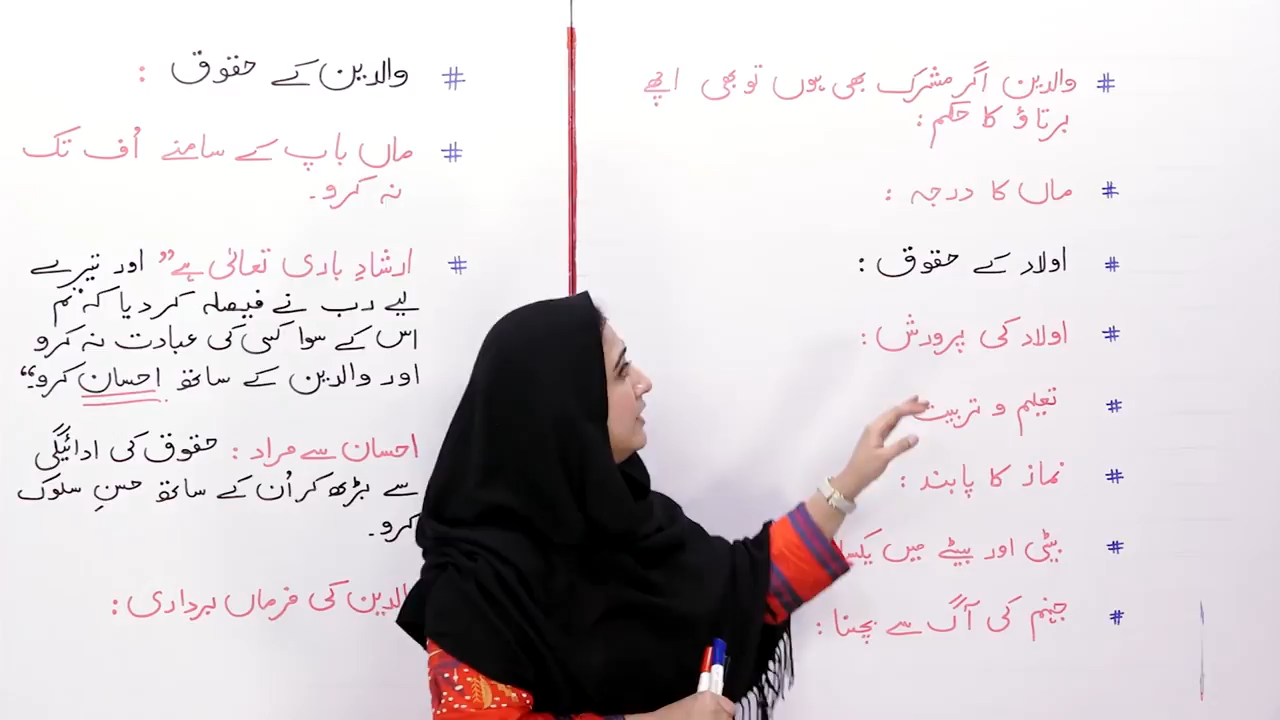 # والدین اگر مشرک بھی ہوں تو بھی اچھے
برتاؤ کا حکم :
# ماں کا درجہ :
# اولاد کے حقوق :
# اولاد کی پرورش :
# تعلیم و تربیت
# نماز کا پابند :
# بیٹی اور بیٹے میں
# جہنم کی آگ سے بچنا :
# والدین کے حقوق :
# ماں باپ کے سامنے اُف تک
نہ کرو۔
# ارشادِ باری تعالیٰ ہے” اور تیرے
لیے رب نے فیصلہ کر دیا کہ تم
اس کے سوا کسی کی عبادت نہ کرو
اور والدین کے ساتھ احسان کرو۔“
احسان سے مراد : حقوق کی ادائیگی
سے بڑھ کر اُن کے ساتھ حسنِ سلوک
کرو۔
والدین کی فرماں برداری :